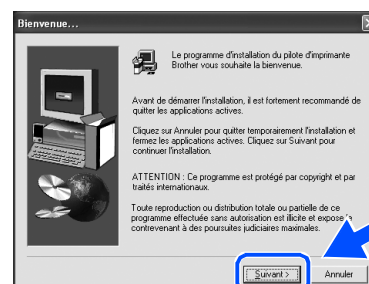 Bienvenue...
Le programme d'installation du pilote d'imprimante
Brother vous souhaite la bienvenue.
Avant de démarrer l'installation, il est fortement recommandé de
quitter les applications actives.
Cliquez sur Annuler pour quitter temporairement l'installation et
fermez les applications actives. Cliquez sur Suivant pour
continuer l'installation.
ATTENTION : Ce programme est protégé par copyright et par
traités internationaux.
Toute reproduction ou distribution totale ou partielle de ce
programme effectuée sans autorisation est illicite et expose
contrevenant à des poursuites judiciaires maximales.
Suivant >
Annuler